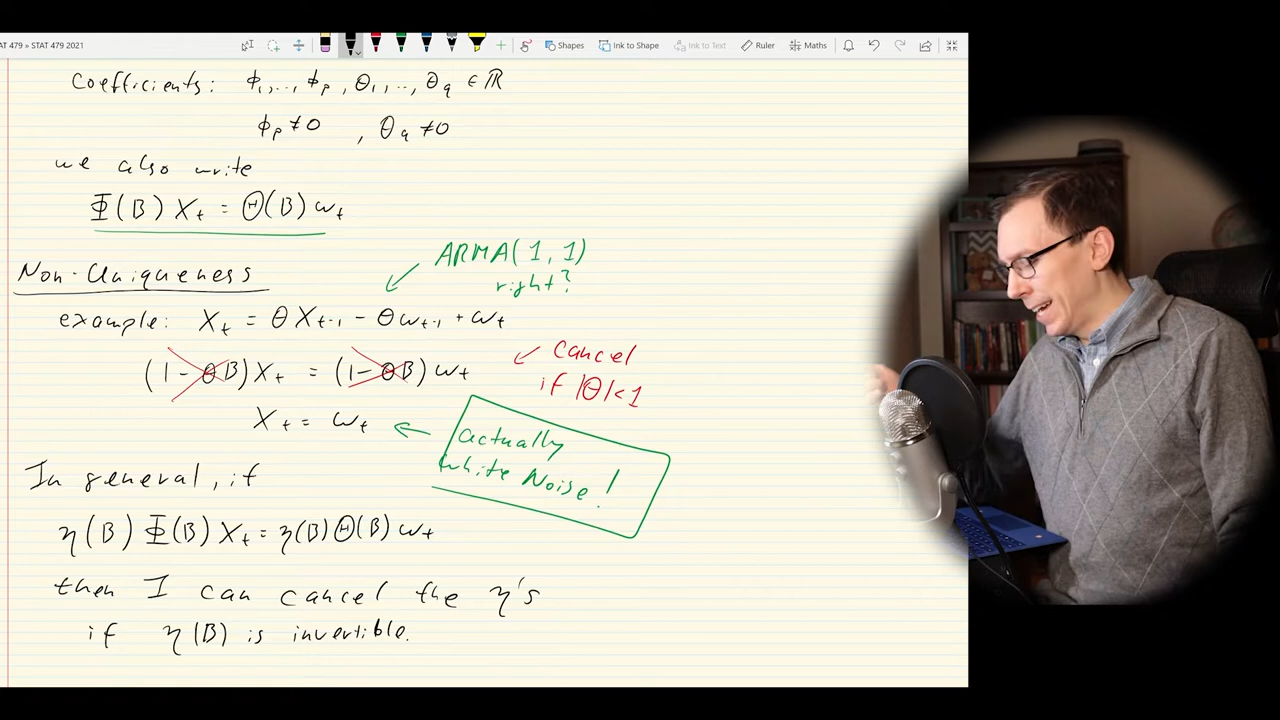 AT 479 > STAT 479 2021
Shapes
Ink to Shape
Ink to Text
Ruler
Maths
Coefficients: ϕ₁,..., ϕₚ, θ₁,..., θq ∈ ℝ
ϕₚ ≠ 0 , θq ≠ 0
we also write
Φ(B) Xₜ = Θ(B) wₜ
Non-Uniqueness
ARMA(1, 1)
right?
example: Xₜ = θ Xₜ₋₁ − θ wₜ₋₁ + wₜ
(1 − θB) Xₜ = (1 − θB) wₜ
cancel
if |θ| < 1
Xₜ = wₜ
actually
White Noise!
In general, if
η(B) Φ(B) Xₜ = η(B) Θ(B) wₜ
then I can cancel the η's
if η(B) is invertible.